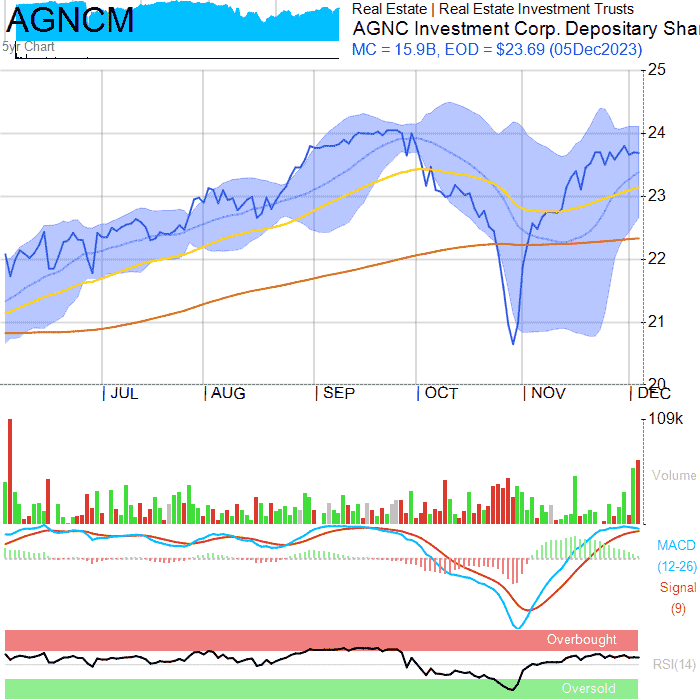 AGNCM
5yr Chart
Real Estate | Real Estate Investment Trusts
AGNC Investment Corp. Depositary Shar
MC = 15.9B, EOD = $23.69 (05Dec2023)
25
24
23
22
21
20
| JUL | AUG | SEP | OCT | NOV | DEC
109k
Volume
MACD
(12-26)
Signal
(9)
Overbought
RSI(14)
Oversold